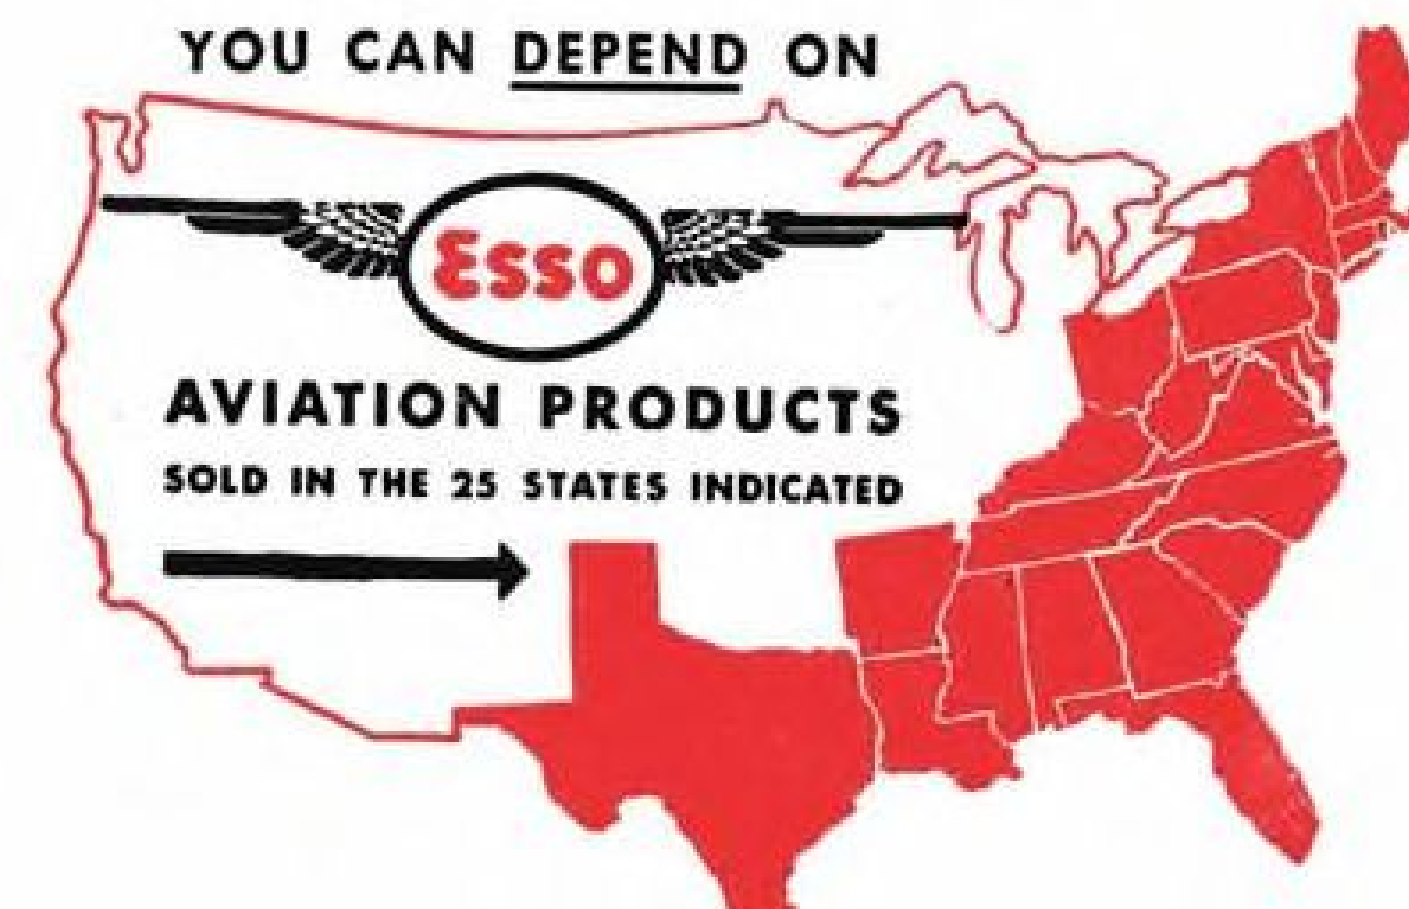 YOU CAN DEPEND ON
Esso
AVIATION PRODUCTS
SOLD IN THE 25 STATES INDICATED